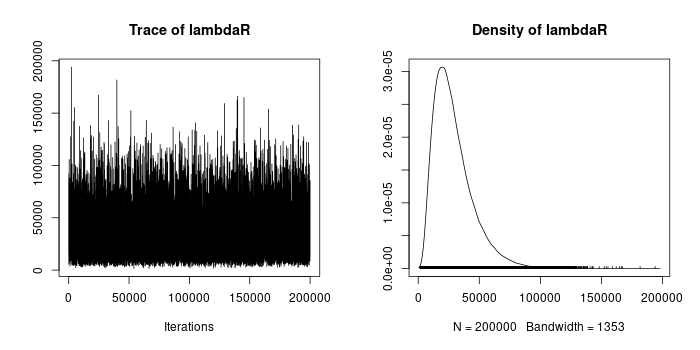 Trace of lambdaR
0 50000 100000 150000 200000
0 50000 100000 150000 200000
Iterations
Density of lambdaR
0.0e+00 1.0e-05 2.0e-05 3.0e-05
0 50000 100000 150000 200000
N = 200000 Bandwidth = 1353